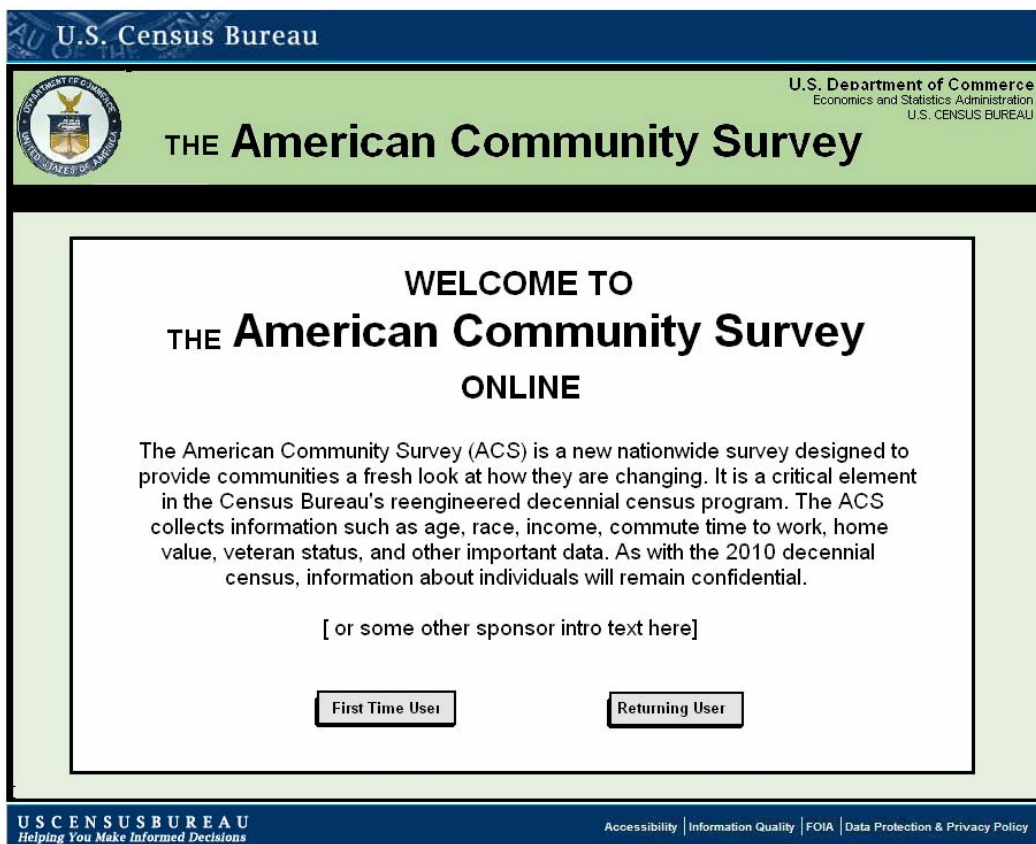 U.S. Census Bureau
U.S. Department of Commerce
Economics and Statistics Administration
U.S. CENSUS BUREAU
THE American Community Survey
WELCOME TO
THE American Community Survey
ONLINE
The American Community Survey (ACS) is a new nationwide survey designed to
provide communities a fresh look at how they are changing. It is a critical element
in the Census Bureau's reengineered decennial census program. The ACS
collects information such as age, race, income, commute time to work, home
value, veteran status, and other important data. As with the 2010 decennial
census, information about individuals will remain confidential.
[ or some other sponsor intro text here]
First Time User
Returning User
USCENSUSBUREAU
Helping You Make Informed Decisions
Accessibility | Information Quality | FOIA | Data Protection & Privacy Policy